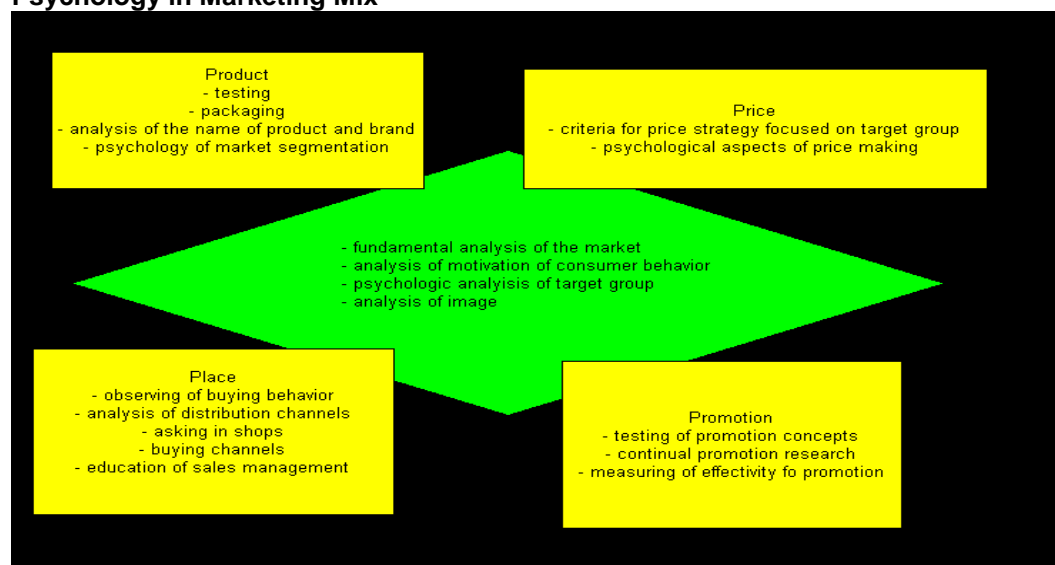 Psychology in Marketing Mix
Product
- testing
- packaging
- analysis of the name of product and brand
- psychology of market segmentation
Price
- criteria for price strategy focused on target group
- psychological aspects of price making
- fundamental analysis of the market
- analysis of motivation of consumer behavior
- psychologic analyisis of target group
- analysis of image
Place
- observing of buying behavior
- analysis of distribution channels
- asking in shops
- buying channels
- education of sales management
Promotion
- testing of promotion concepts
- continual promotion research
- measuring of effectivity fo promotion